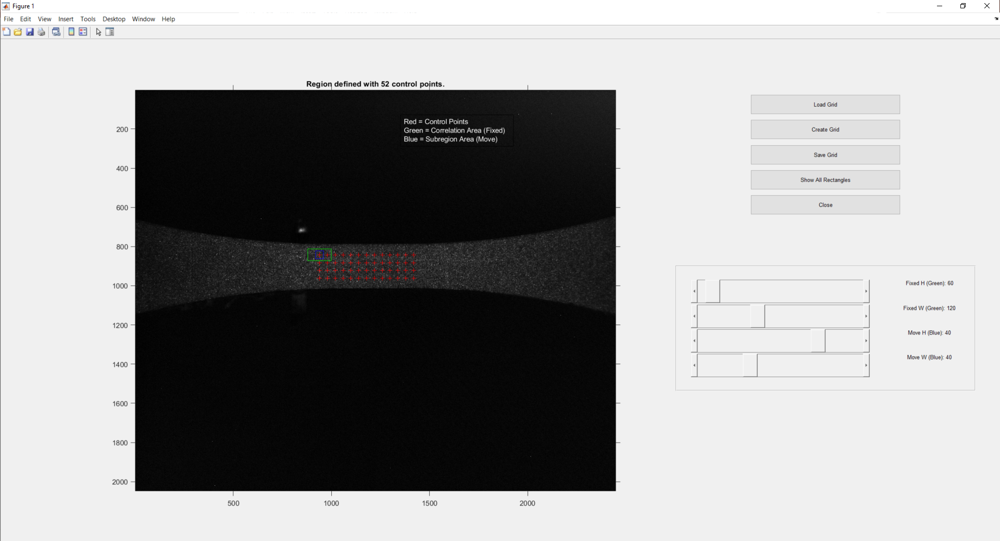 Figure 1
File Edit View Insert Tools Desktop Window Help
Region defined with 52 control points.
Red = Control Points
Green = Correlation Area (Fixed)
Blue = Subregion Area (Move)
200
400
600
800
1000
1200
1400
1600
1800
2000
500 1000 1500 2000
Load Grid
Create Grid
Save Grid
Show All Rectangles
Close
Fixed H (Green): 60
Fixed W (Green): 120
Move H (Blue): 40
Move W (Blue): 40